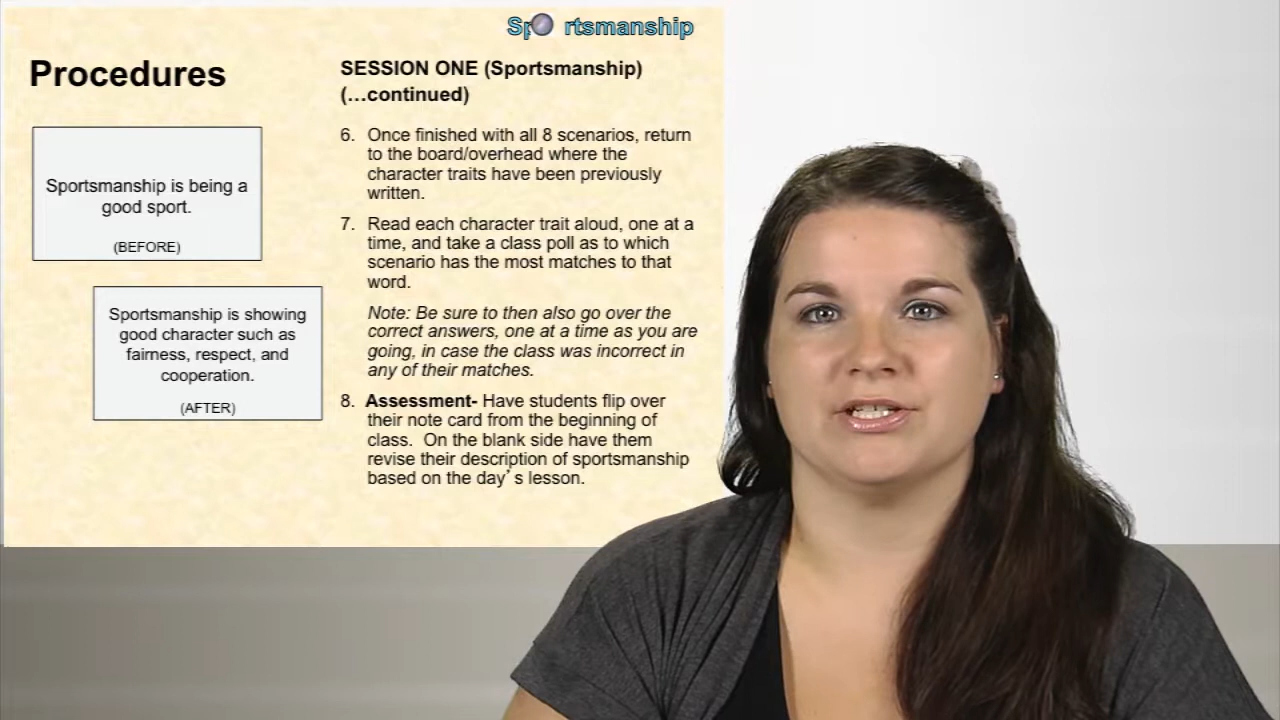 Sportsmanship
Procedures
SESSION ONE (Sportsmanship)
(…continued)
Sportsmanship is being a
good sport.
(BEFORE)
Sportsmanship is showing
good character such as
fairness, respect, and
cooperation.
(AFTER)
6. Once finished with all 8 scenarios, return
to the board/overhead where the
character traits have been previously
written.
7. Read each character trait aloud, one at a
time, and take a class poll as to which
scenario has the most matches to that
word.
Note: Be sure to then also go over the
correct answers, one at a time as you are
going, in case the class was incorrect in
any of their matches.
8. Assessment- Have students flip over
their note card from the beginning of
class. On the blank side have them
revise their description of sportsmanship
based on the day’s lesson.